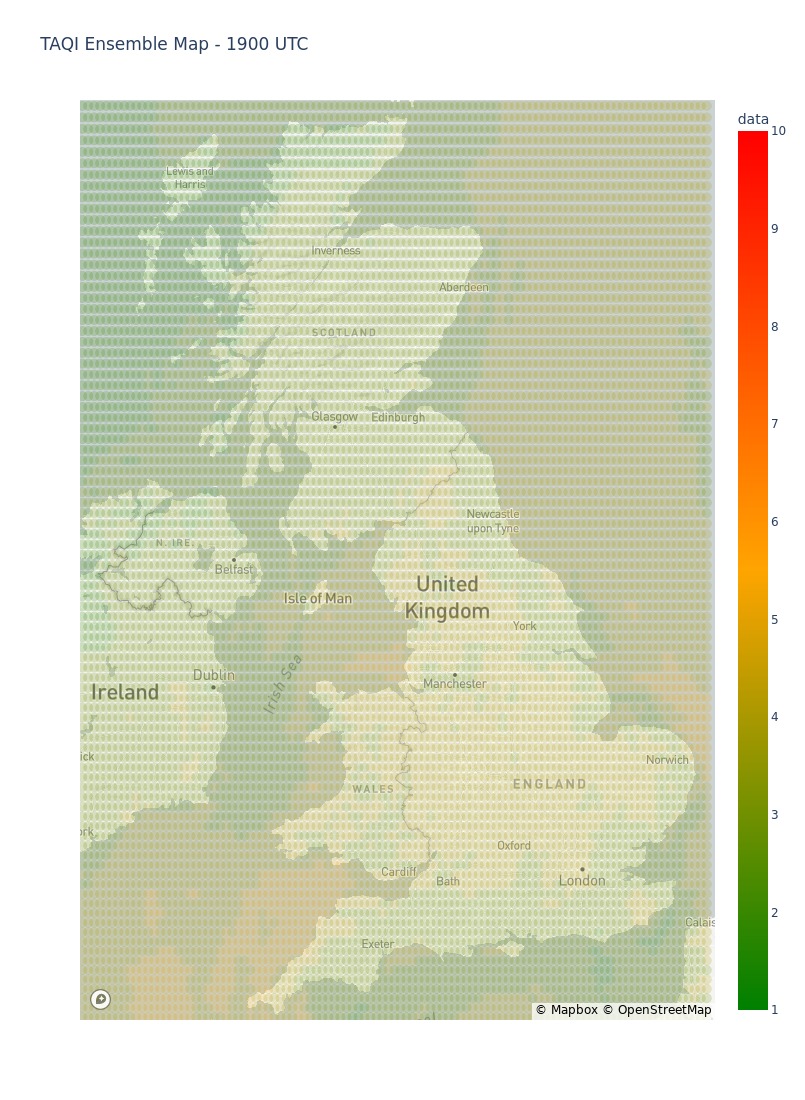 TAQI Ensemble Map - 1900 UTC
data
10
9
8
7
6
5
4
3
2
1
Lewis and
Harris
Inverness
Aberdeen
SCOTLAND
Glasgow
Edinburgh
Newcastle
upon Tyne
N. IRE.
Belfast
Isle of Man
United
Kingdom
York
Irish Sea
Dublin
Manchester
Ireland
ick
Norwich
WALES
ENGLAND
ork
Oxford
Cardiff
Bath
London
Calais
Exeter
© Mapbox © OpenStreetMap